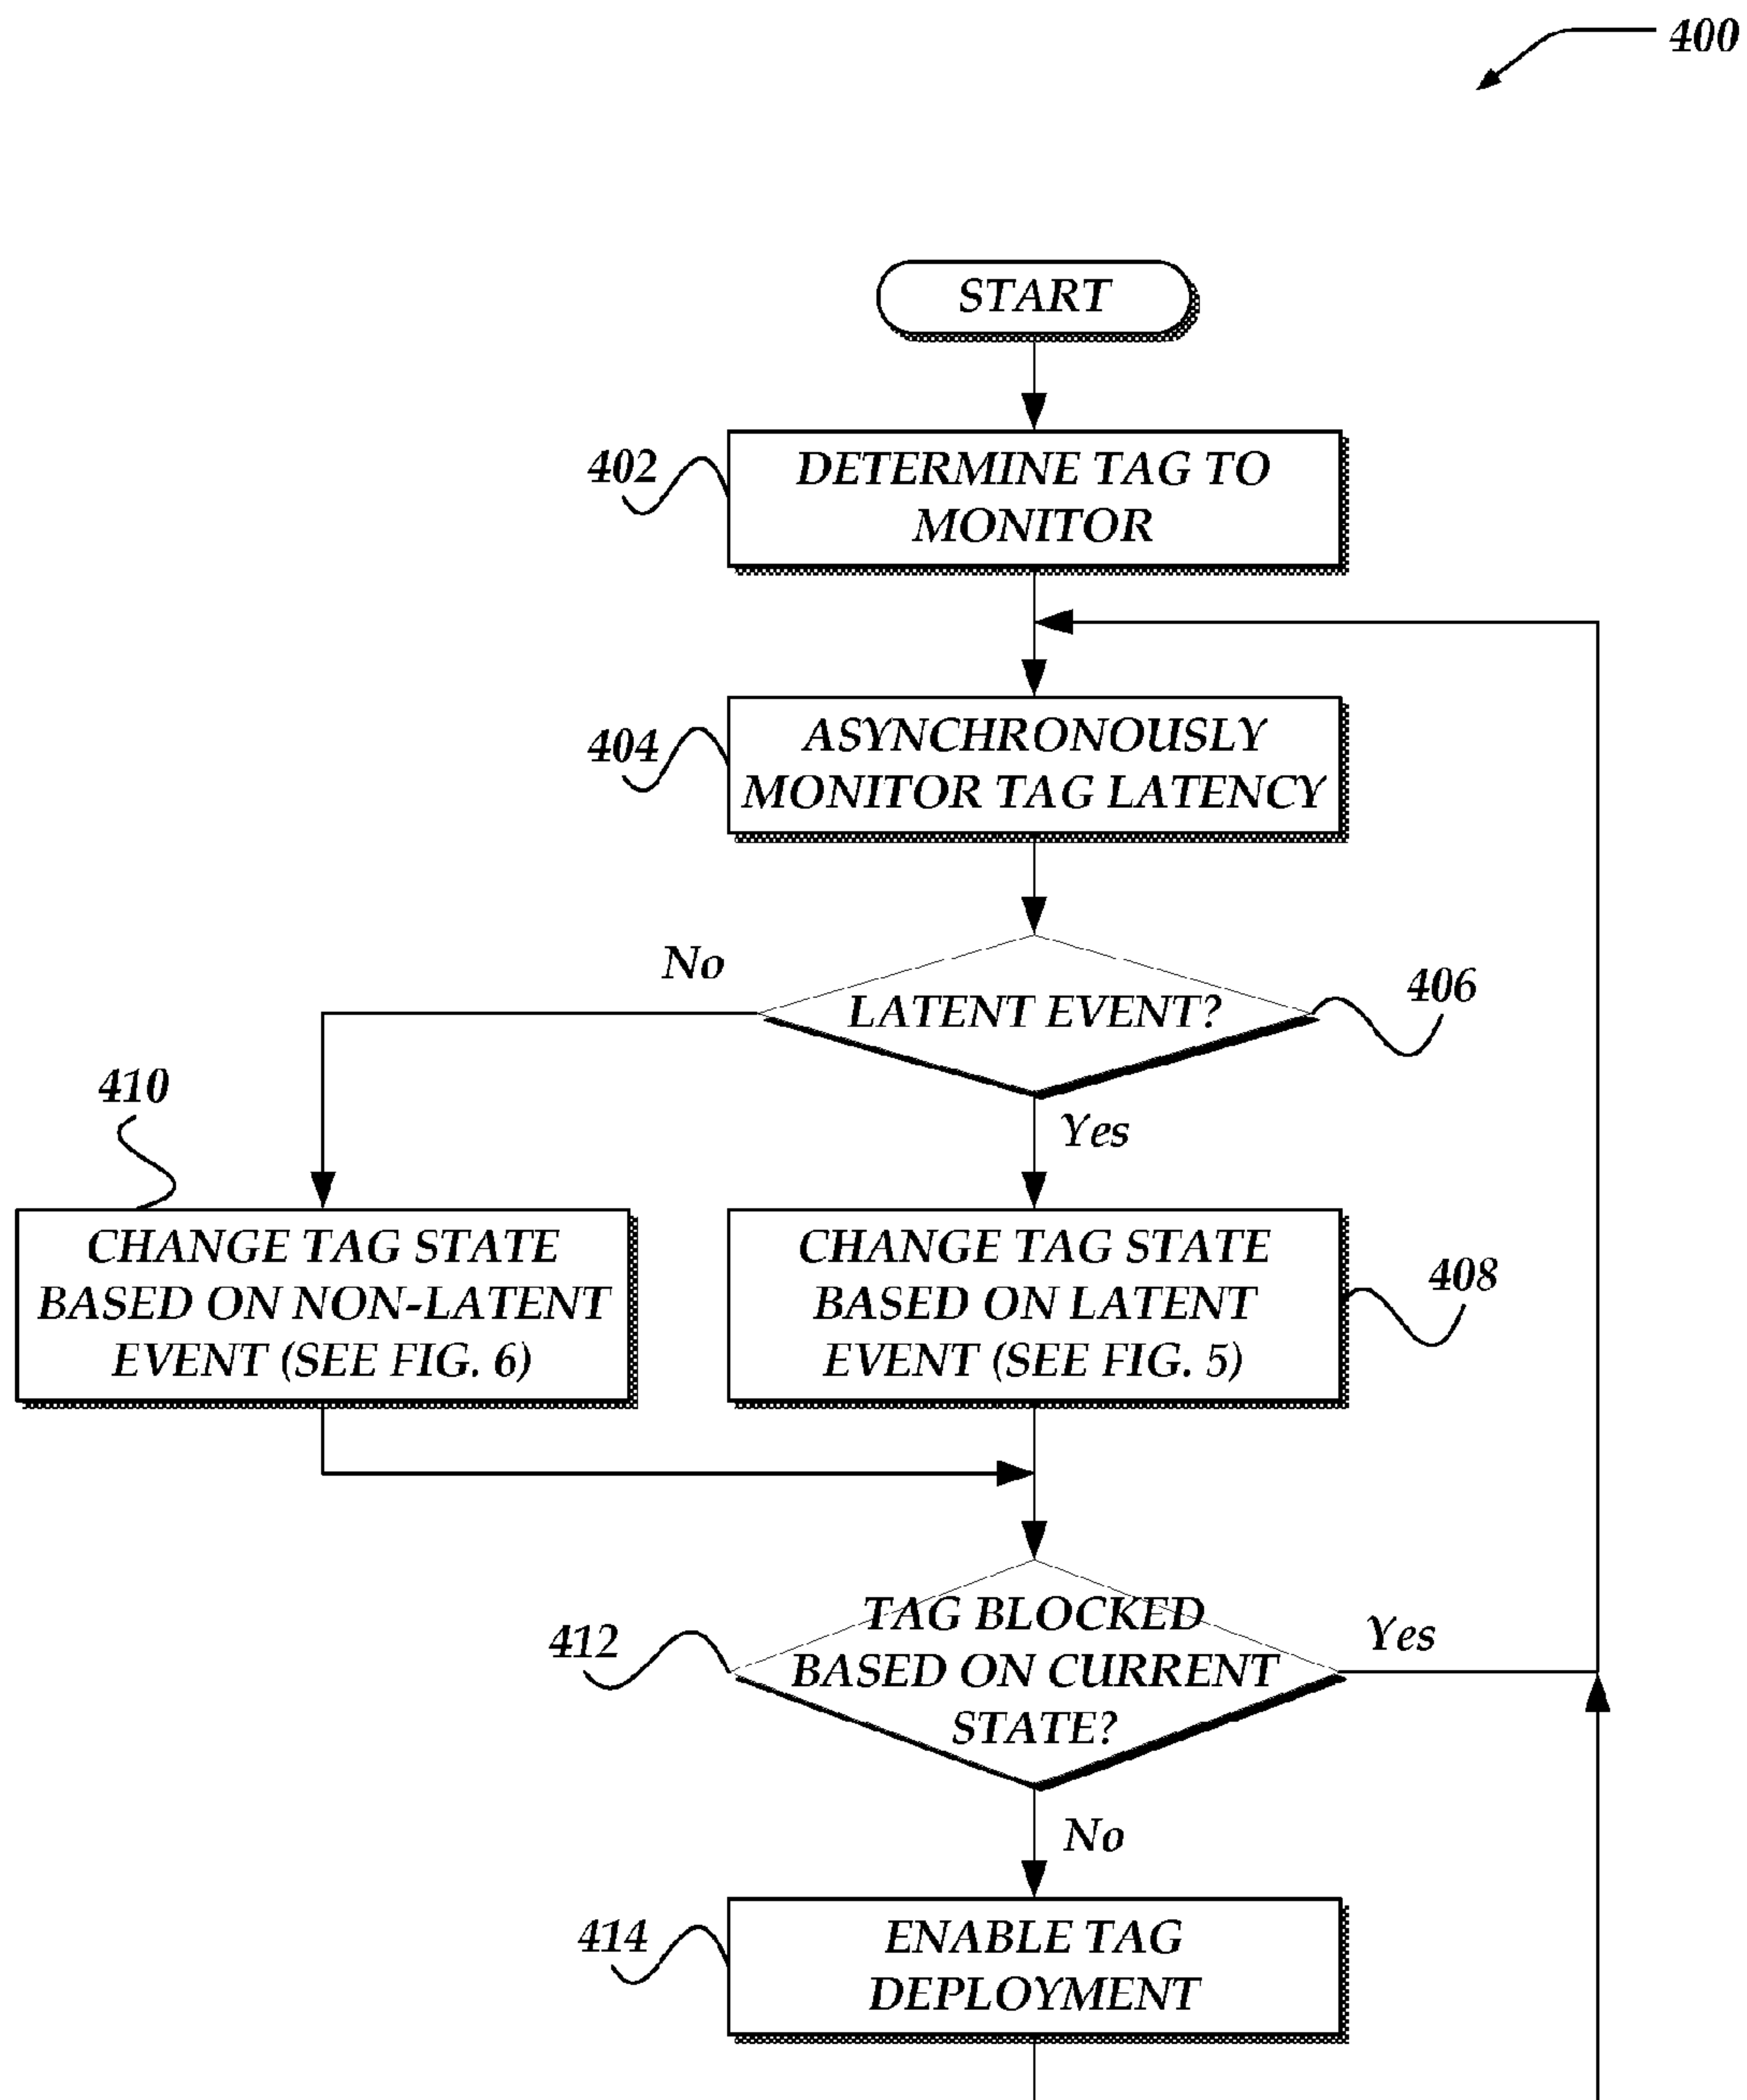 400
START
402
DETERMINE TAG TO
MONITOR
404
ASYNCHRONOUSLY
MONITOR TAG LATENCY
No
LATENT EVENT?
406
Yes
410
CHANGE TAG STATE
BASED ON NON-LATENT
EVENT (SEE FIG. 6)
CHANGE TAG STATE
BASED ON LATENT
EVENT (SEE FIG. 5)
408
412
TAG BLOCKED
BASED ON CURRENT
STATE?
Yes
No
414
ENABLE TAG
DEPLOYMENT